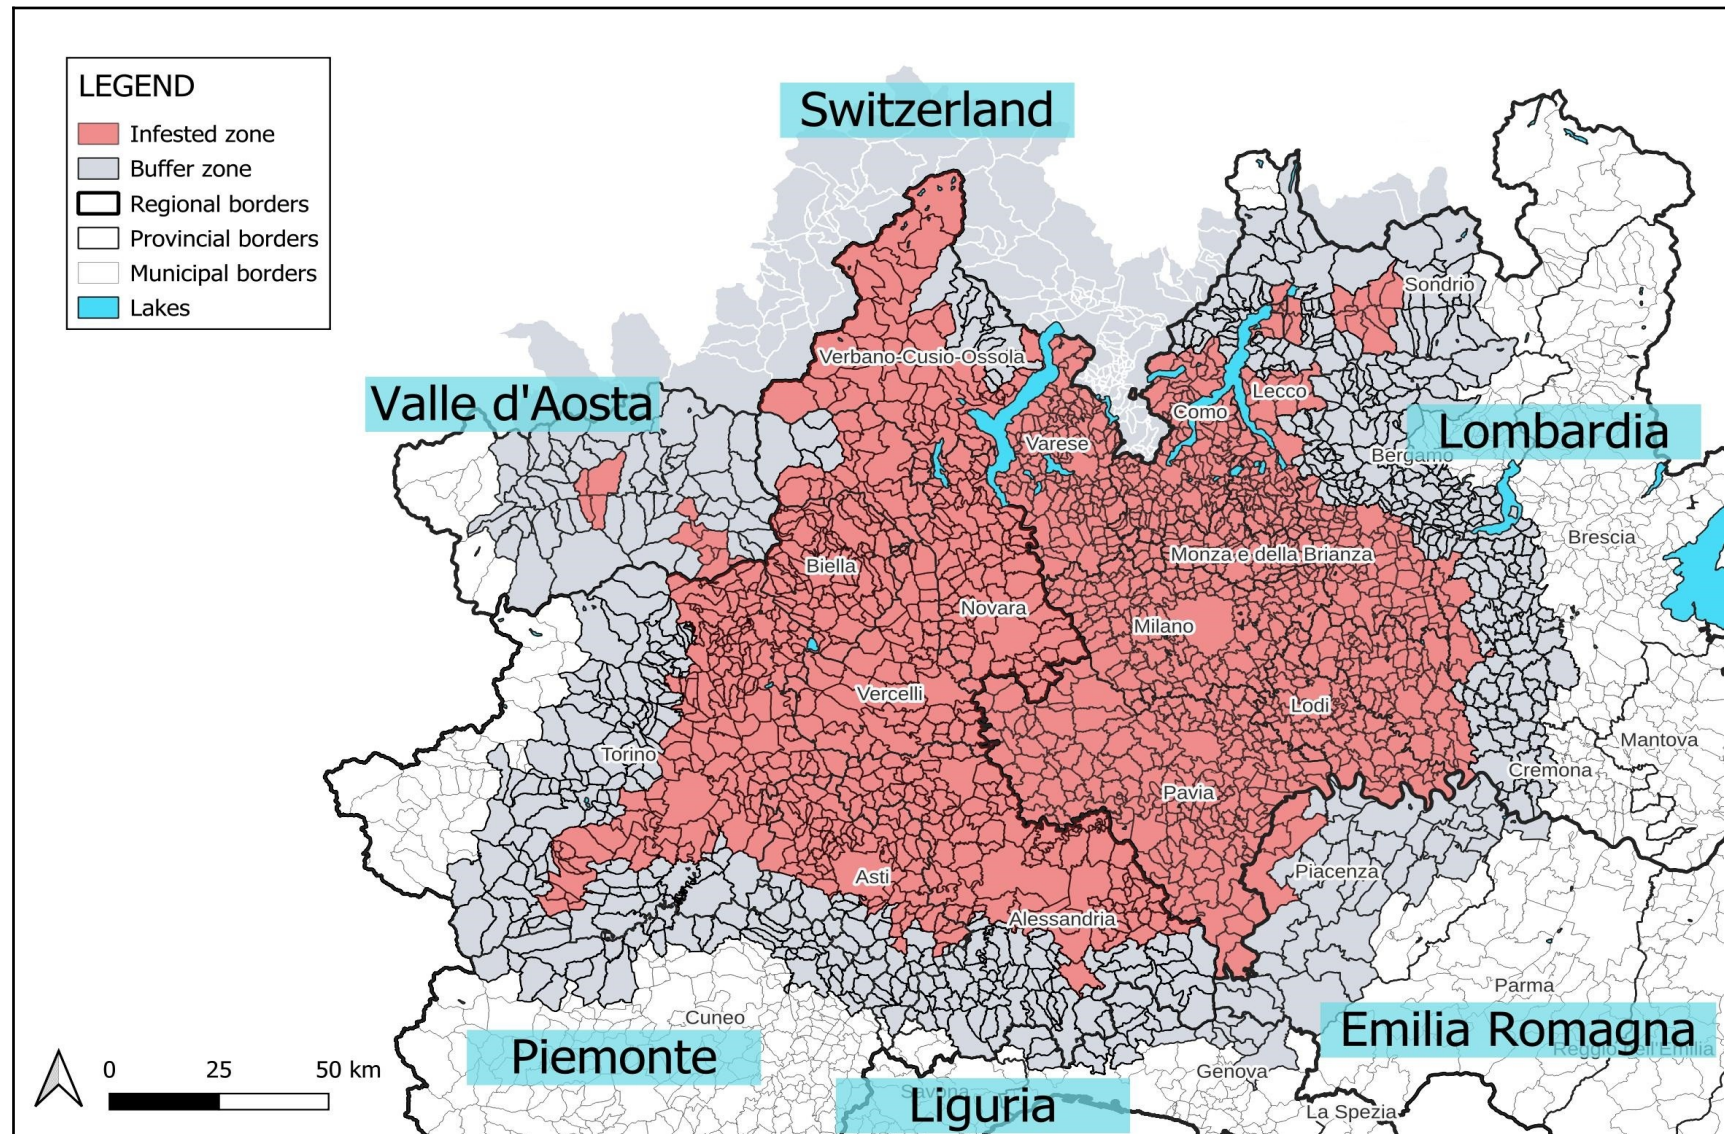 LEGEND
Infested zone
Buffer zone
Regional borders
Provincial borders
Municipal borders
Lakes
Switzerland
Sondrio
Verbano-Cusio-Ossola
Valle d'Aosta
Lecco
Como
Varese
Lombardia
Bergamo
Brescia
Monza e della Brianza
Biella
Novara
Milano
Vercelli
Lodi
Torino
Mantova
Cremona
Pavia
Asti
Piacenza
Alessandria
Parma
Cuneo
Emilia Romagna
Reggio nell'Emilia
Piemonte
Genova
Savona
Liguria
La Spezia
0 25 50 km